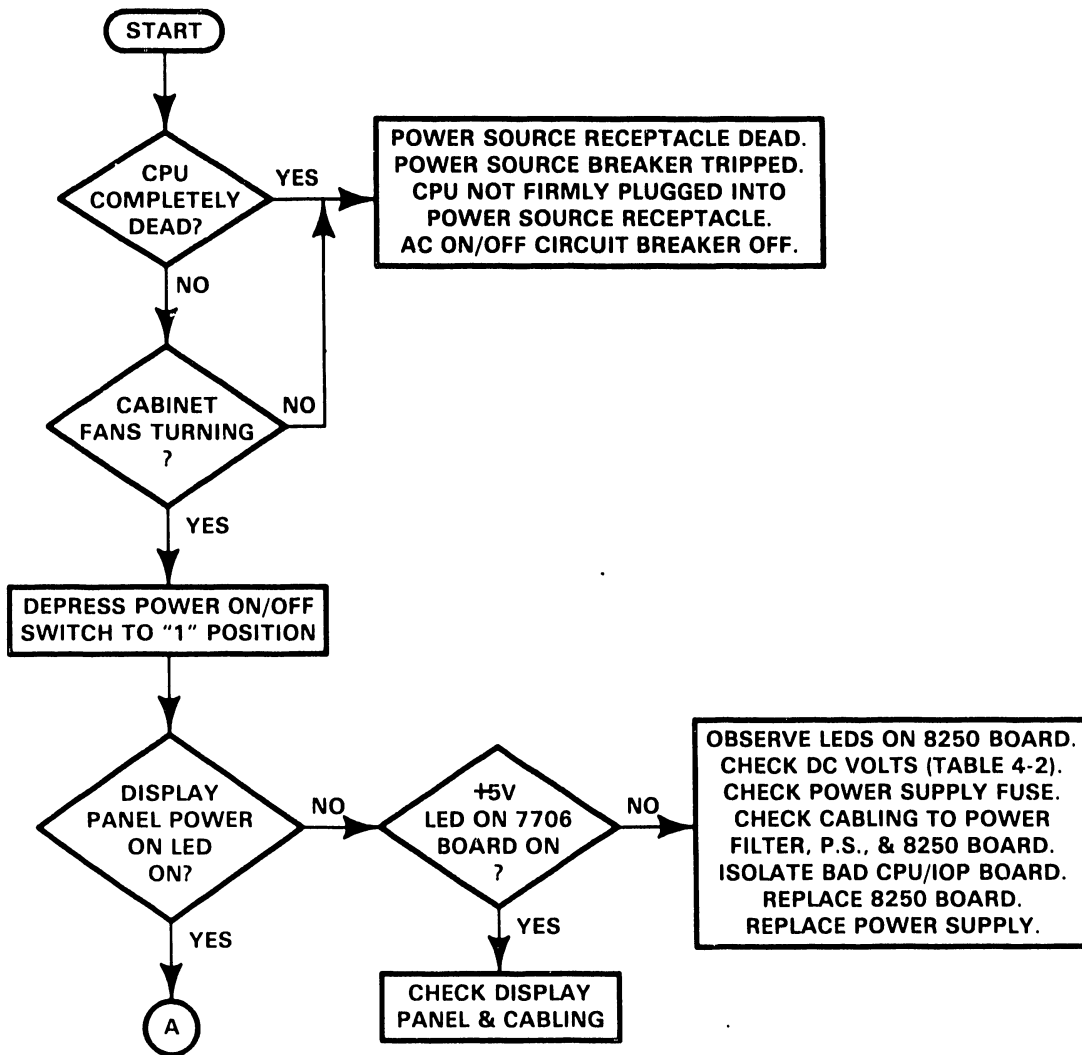 START
CPU
COMPLETELY
DEAD?
YES
POWER SOURCE RECEPTACLE DEAD.
POWER SOURCE BREAKER TRIPPED.
CPU NOT FIRMLY PLUGGED INTO
POWER SOURCE RECEPTACLE.
AC ON/OFF CIRCUIT BREAKER OFF.
NO
CABINET
FANS TURNING
?
NO
YES
DEPRESS POWER ON/OFF
SWITCH TO "1" POSITION
DISPLAY
PANEL POWER
ON LED
ON?
NO
+5V
LED ON 7706
BOARD ON
?
NO
OBSERVE LEDS ON 8250 BOARD.
CHECK DC VOLTS (TABLE 4-2).
CHECK POWER SUPPLY FUSE.
CHECK CABLING TO POWER
FILTER, P.S., & 8250 BOARD.
ISOLATE BAD CPU/IOP BOARD.
REPLACE 8250 BOARD.
REPLACE POWER SUPPLY.
YES
YES
CHECK DISPLAY
PANEL & CABLING
A